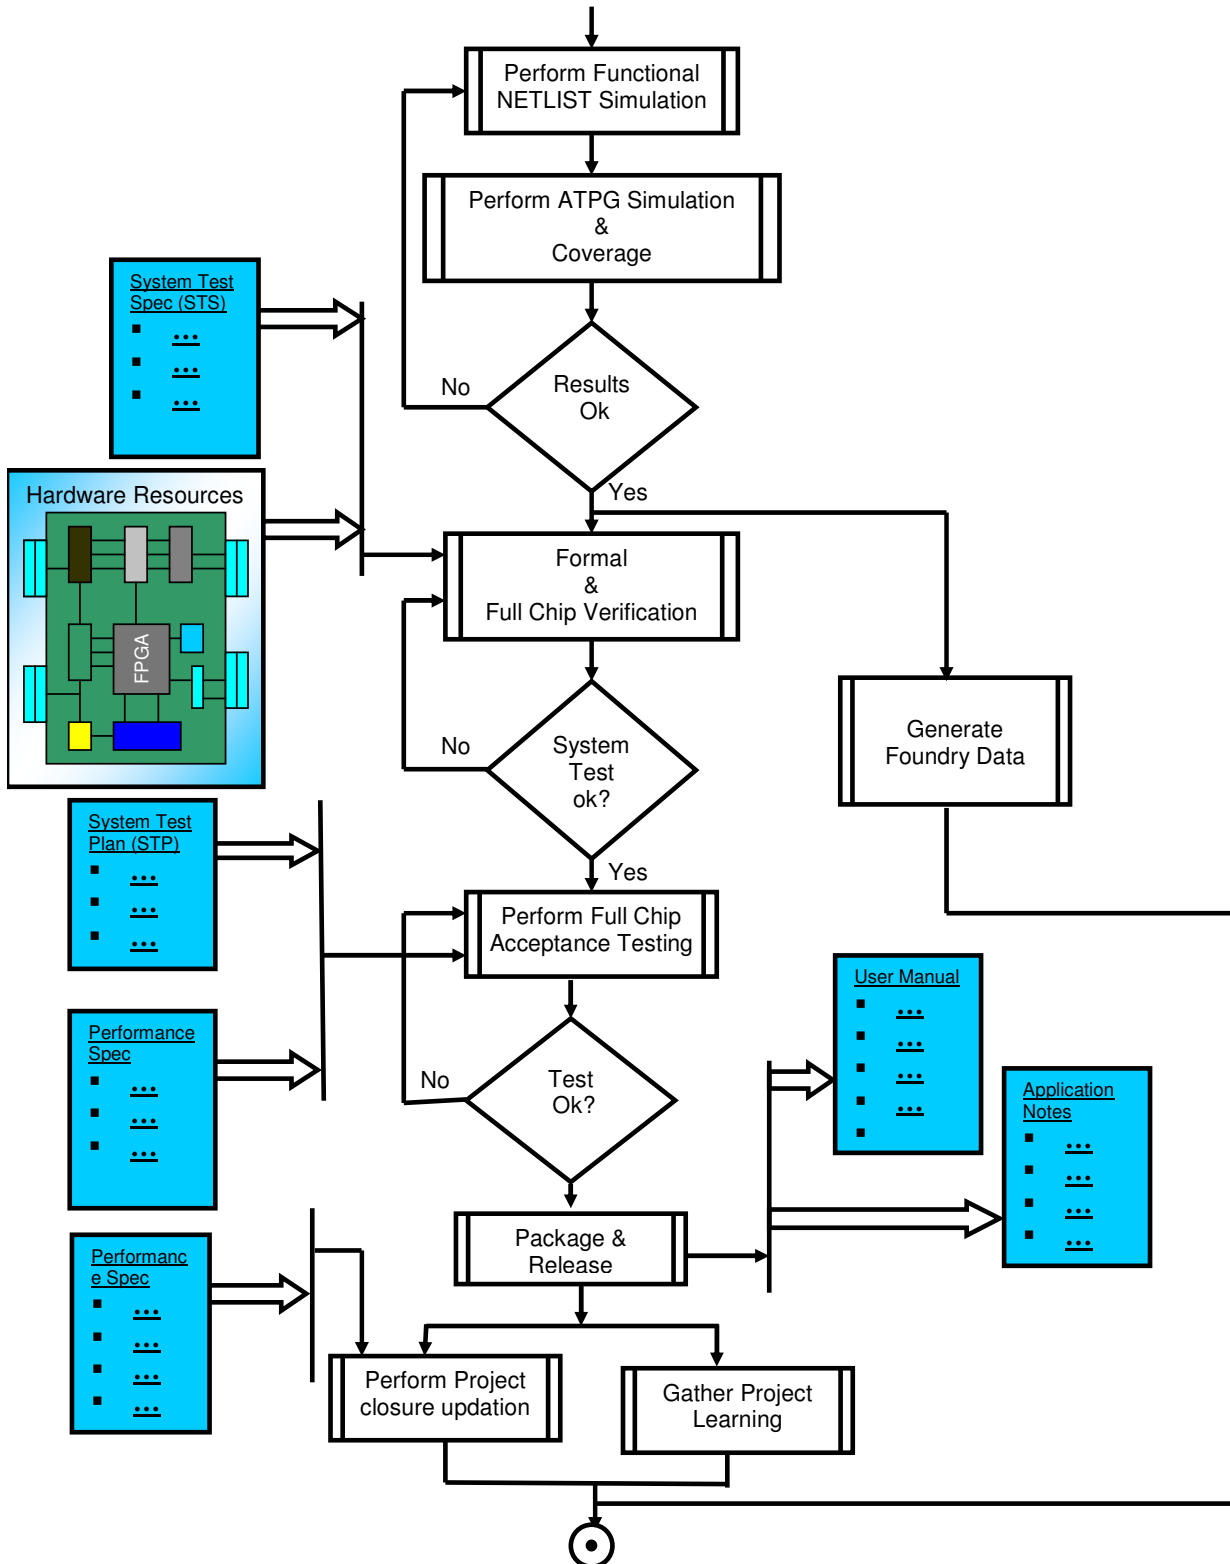 Perform Functional
NETLIST Simulation
Perform ATPG Simulation
&
Coverage
System Test
Spec (STS)
▪ ...
▪ ...
▪ ...
No
Results
Ok
Yes
Hardware Resources
FPGA
Formal
&
Full Chip Verification
Generate
Foundry Data
No
System
Test
ok?
Yes
System Test
Plan (STP)
▪ ...
▪ ...
▪ ...
Perform Full Chip
Acceptance Testing
User Manual
▪ ...
▪ ...
▪ ...
▪ ...
▪
Performance
Spec
▪ ...
▪ ...
▪ ...
No
Test
Ok?
Application
Notes
▪ ...
▪ ...
▪ ...
▪ ...
Package &
Release
Performanc
e Spec
▪ ...
▪ ...
▪ ...
▪ ...
Perform Project
closure updation
Gather Project
Learning